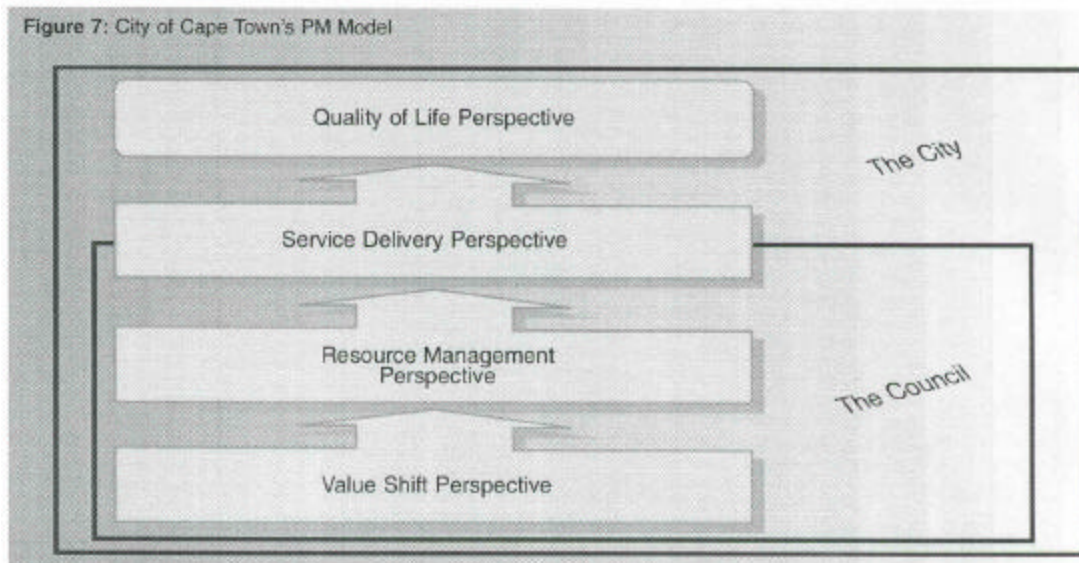 Figure 7: City of Cape Town's PM Model
Quality of Life Perspective
The City
Service Delivery Perspective
Resource Management
Perspective
The Council
Value Shift Perspective